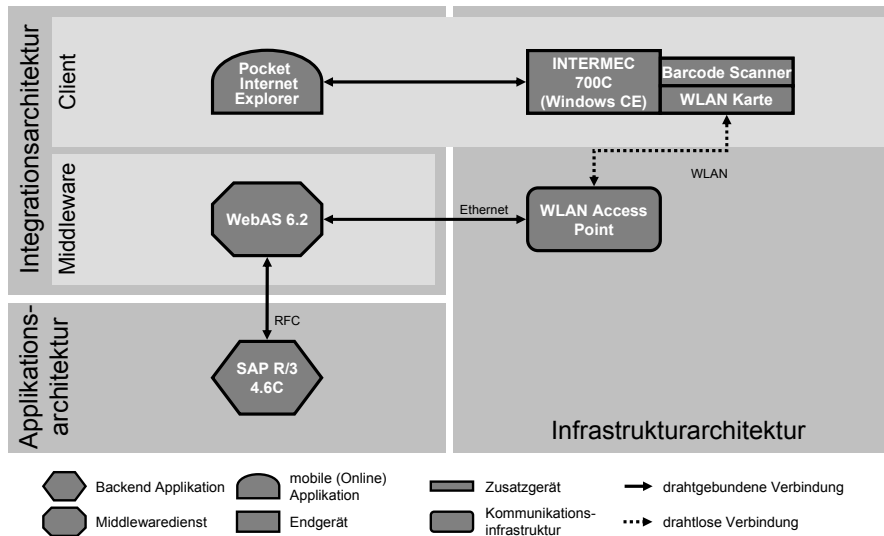 Integrationsarchitektur
Client
Pocket
Internet
Explorer
INTERMEC
700C
(Windows CE)
Barcode Scanner
WLAN Karte
WLAN
Middleware
WebAS 6.2
Ethernet
WLAN Access
Point
RFC
Applikations-
architektur
SAP R/3
4.6C
Infrastrukturarchitektur
Backend Applikation
mobile (Online)
Applikation
Zusatzgerät
drahtgebundene Verbindung
Middlewaredienst
Endgerät
Kommunikations-
infrastruktur
drahtlose Verbindung